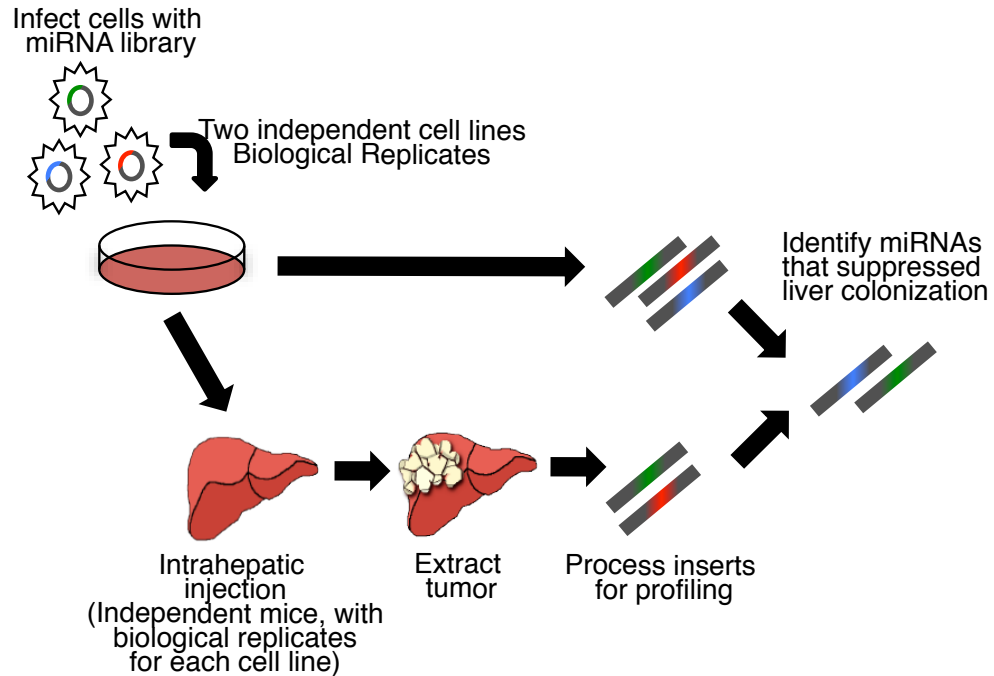 Infect cells with
miRNA library
Two independent cell lines
Biological Replicates
Identify miRNAs
that suppressed
liver colonization
Intrahepatic
injection
(Independent mice, with
biological replicates
for each cell line)
Extract
tumor
Process inserts
for profiling